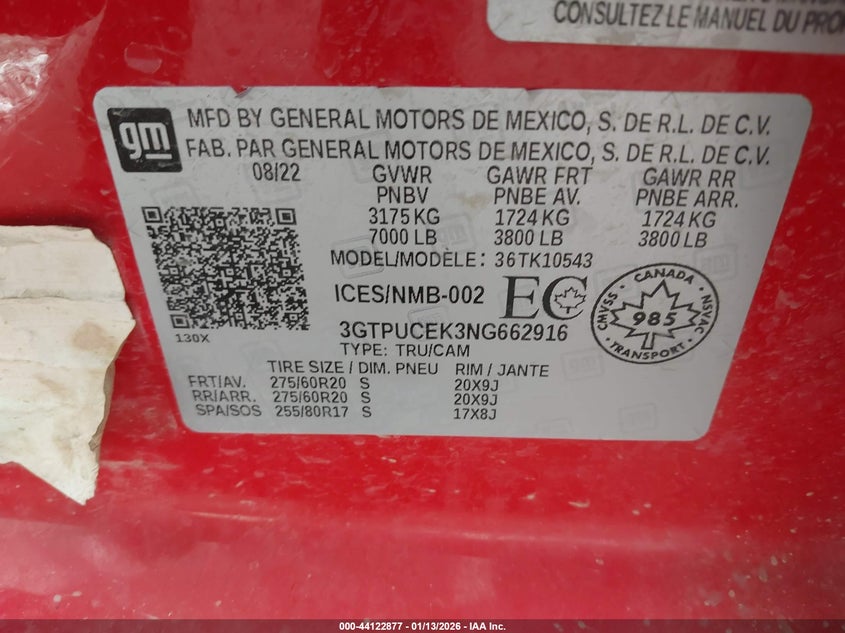 CONSULTEZ LE MANUEL DU PROP
gm
MFD BY GENERAL MOTORS DE MEXICO, S. DE R.L. DE C.V.
FAB. PAR GENERAL MOTORS DE MEXICO, S. DE R.L. DE C.V.
08/22 GVWR GAWR FRT GAWR RR
PNBV PNBE AV. PNBE ARR.
3175 KG 1724 KG 1724 KG
7000 LB 3800 LB 3800 LB
MODEL/MODÈLE: 36TK10543
ICES/NMB-002 EC
CANADA
985
TRANSPORT
CMVSS
NSVAC
3GTPUCEK3NG662916
130X
TYPE: TRU/CAM
TIRE SIZE / DIM. PNEU RIM / JANTE
FRT/AV. 275/60R20 S 20X9J
RR/ARR. 275/60R20 S 20X9J
SPA/SOS 255/80R17 S 17X8J
000-44122877 - 01/13/2026 - IAA Inc.